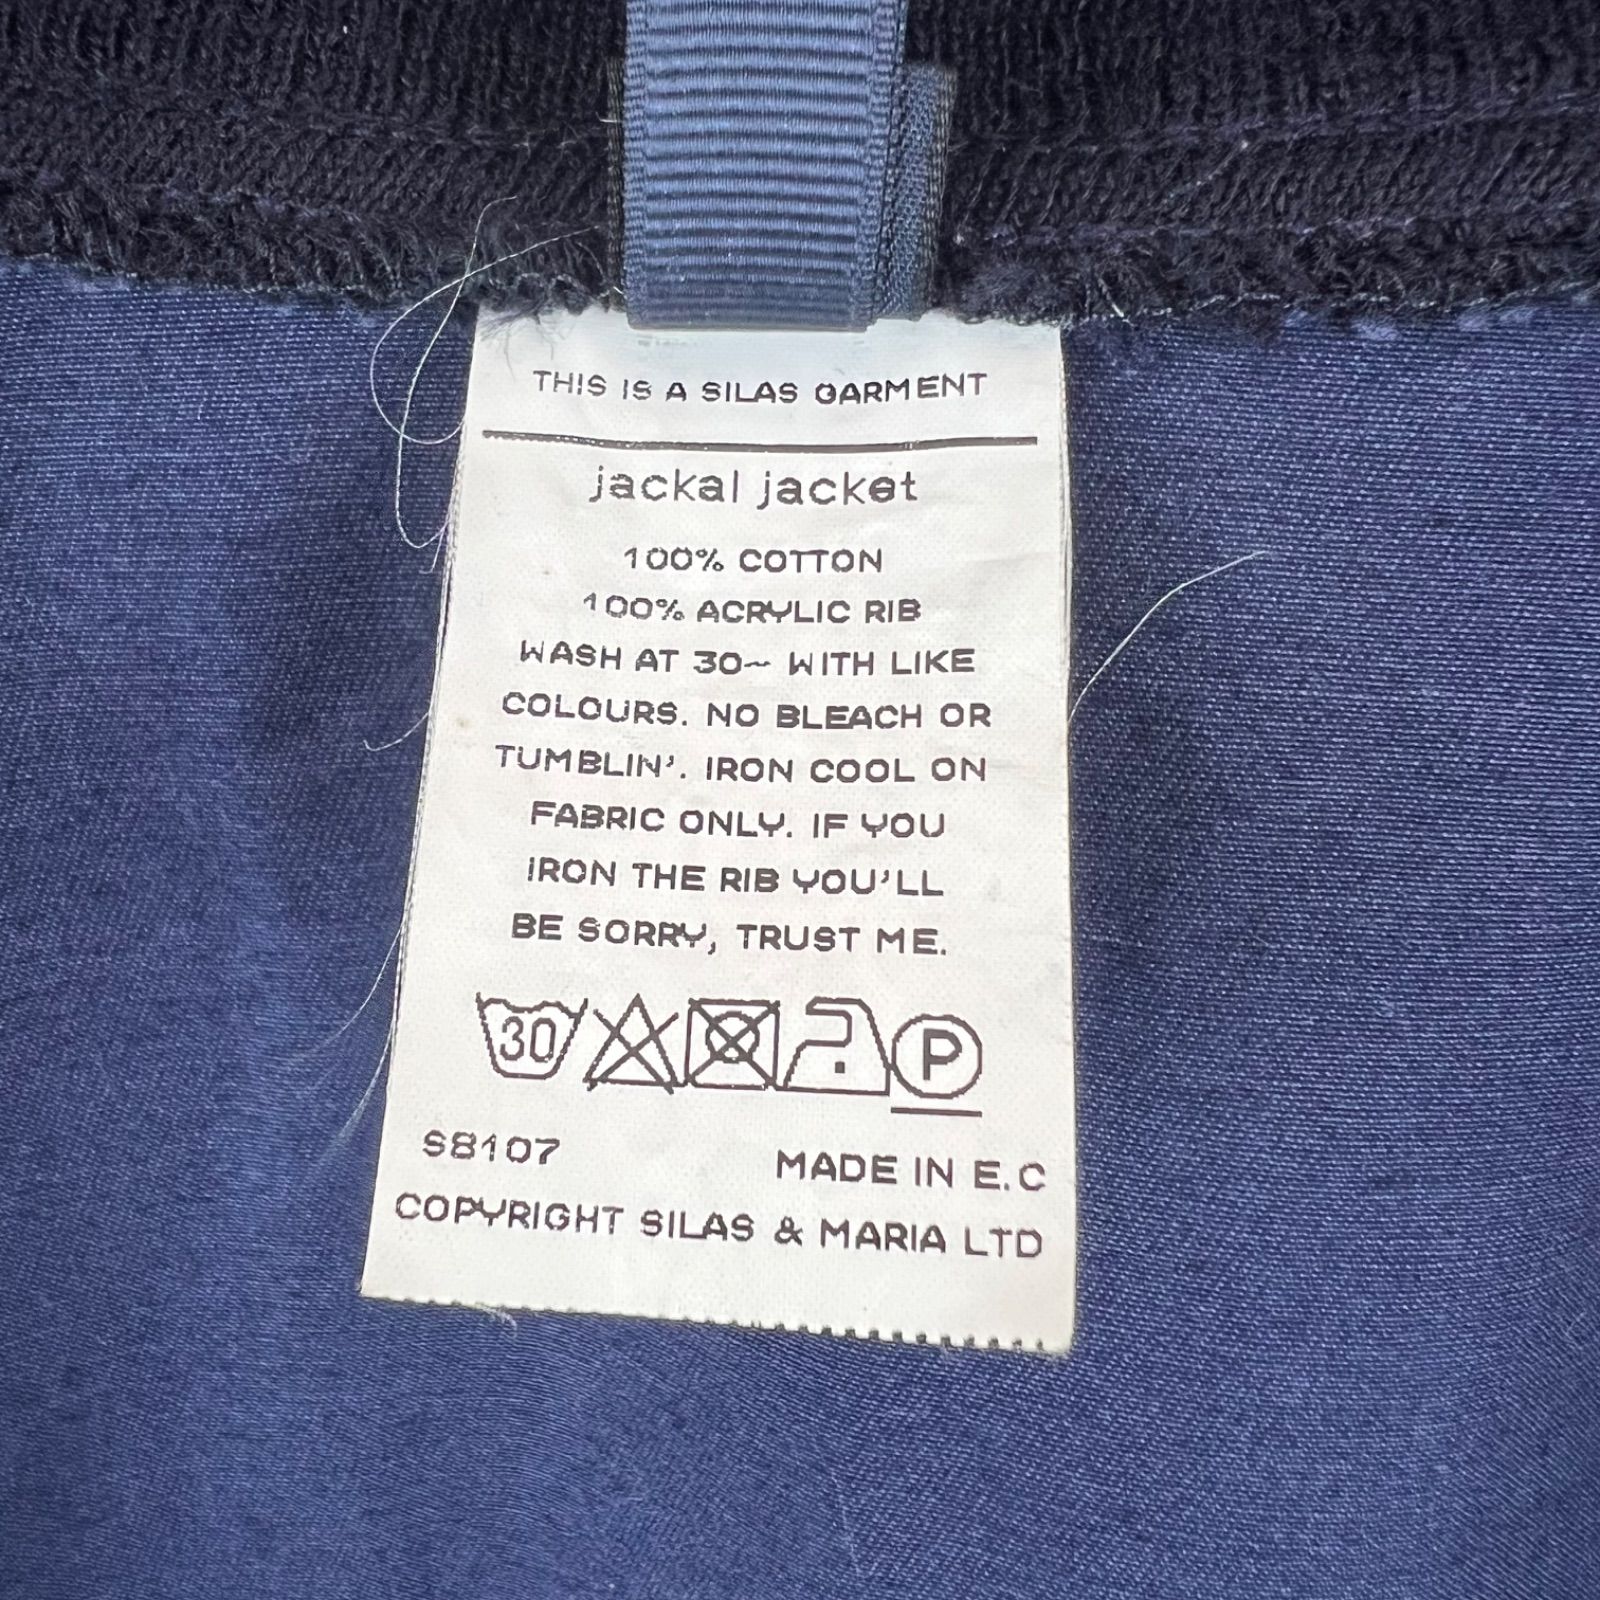 THIS IS A SILAS GARMENT
jackal jacket
100% COTTON
100% ACRYLIC RIB
WASH AT 30~ WITH LIKE
COLOURS. NO BLEACH OR
TUMBLIN'. IRON COOL ON
FABRIC ONLY. IF YOU
IRON THE RIB YOU'LL
BE SORRY, TRUST ME.
30 P
S8107 MADE IN E.C
COPYRIGHT SILAS & MARIA LTD